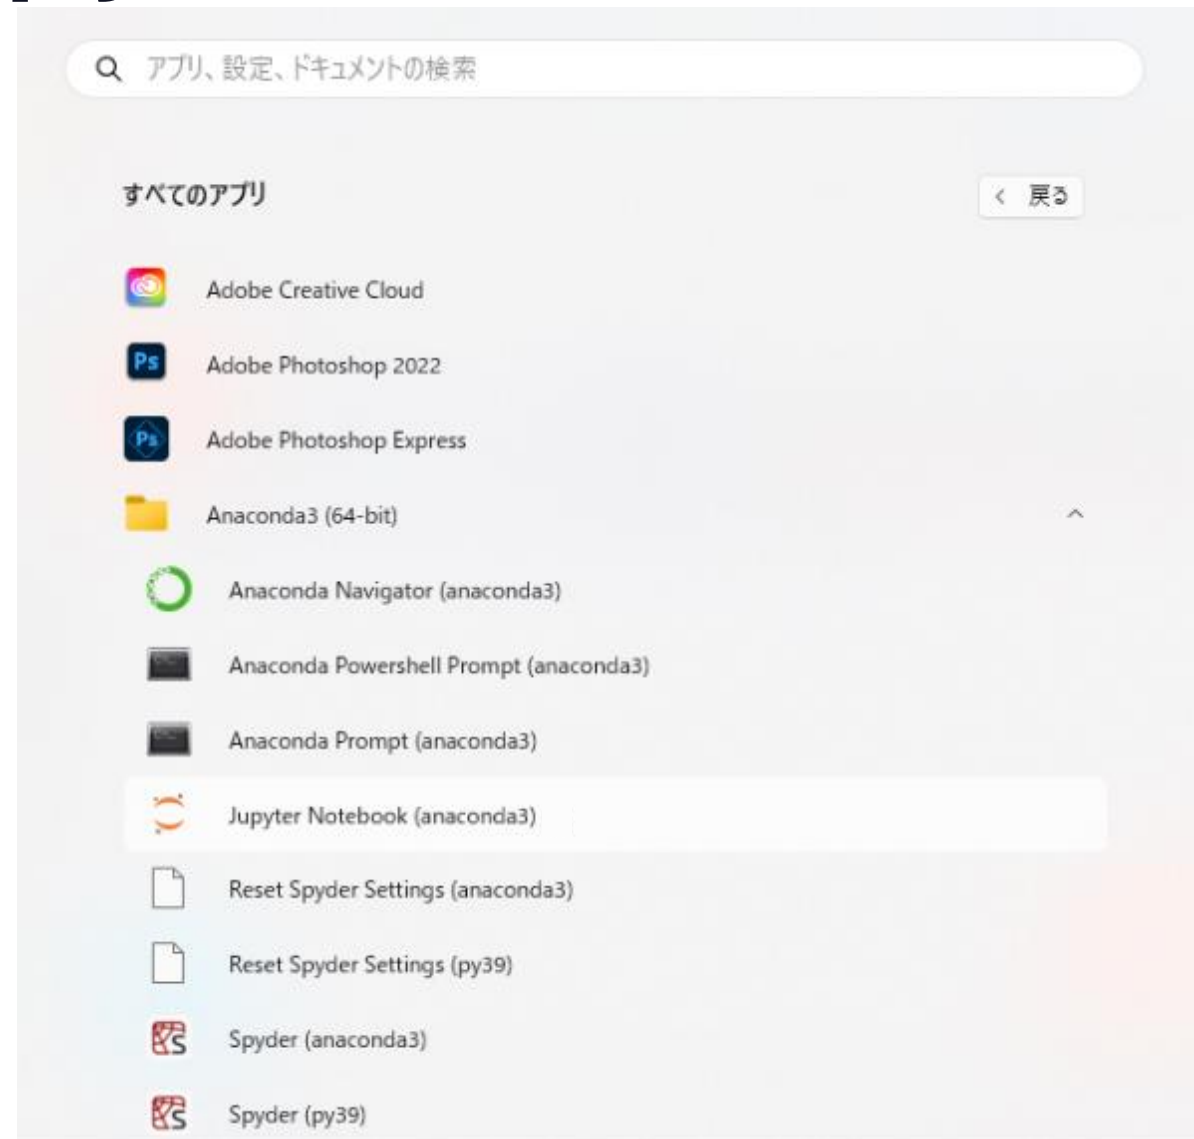 アプリ、設定、ドキュメントの検索
すべてのアプリ
戻る
Adobe Creative Cloud
Ps
Adobe Photoshop 2022
Ps
Adobe Photoshop Express
Anaconda3 (64-bit)
Anaconda Navigator (anaconda3)
Anaconda Powershell Prompt (anaconda3)
Anaconda Prompt (anaconda3)
Jupyter Notebook (anaconda3)
Reset Spyder Settings (anaconda3)
Reset Spyder Settings (py39)
Spyder (anaconda3)
Spyder (py39)